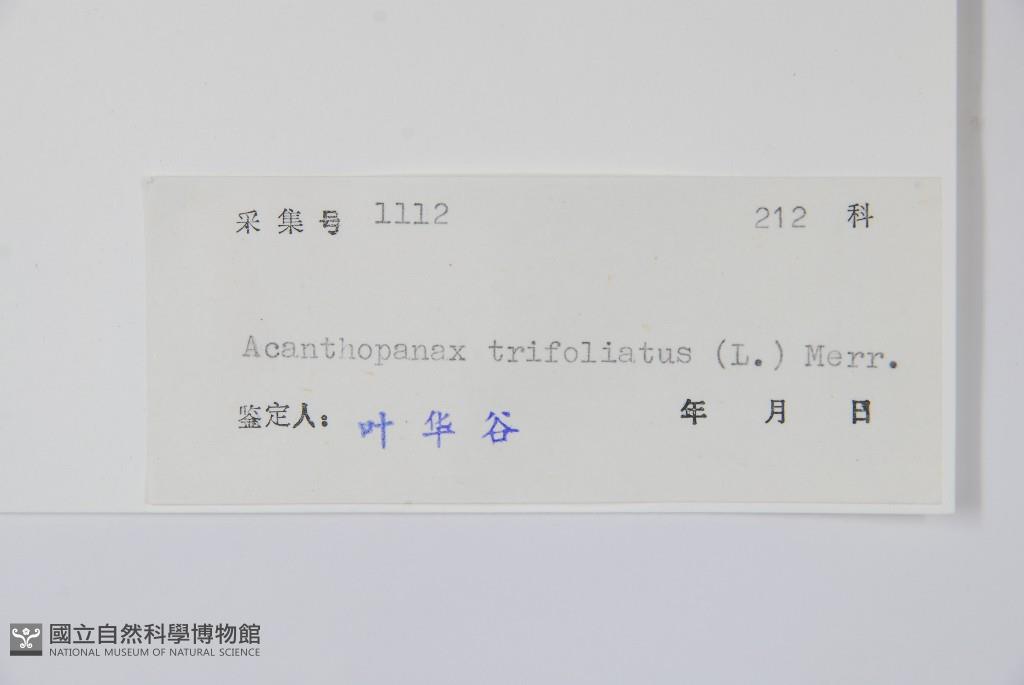 采集号 1112 212 科
Acanthopanax trifoliatus (L.) Merr.
鉴定人: 叶华谷 年 月 日
國立自然科學博物館
NATIONAL MUSEUM OF NATURAL SCIENCE